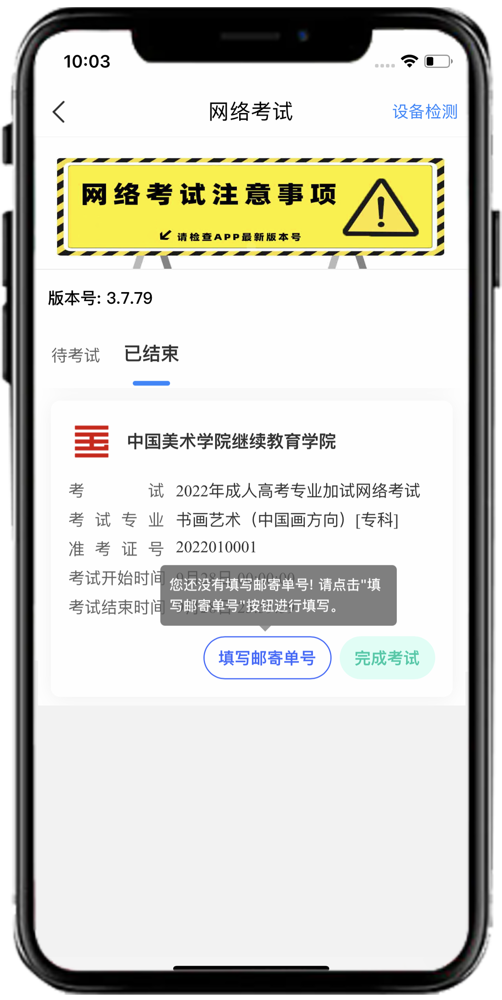 10:03
网络考试
设备检测
网络考试注意事项
请检查APP最新版本号
版本号: 3.7.79
待考试
已结束
中国美术学院继续教育学院
考试 2022年成人高考专业加试网络考试
考试专业 书画艺术（中国画方向）[专科]
准考证号 2022010001
考试开始时间 9月28日 00:00:00
您还没有填写邮寄单号! 请点击"填
考试结束时间
写邮寄单号"按钮进行填写。
填写邮寄单号
完成考试